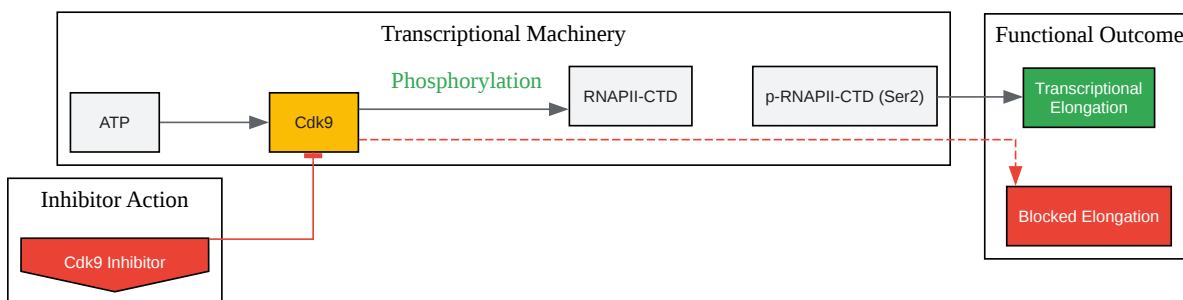 Transcriptional Machinery
Functional Outcome
Phosphorylation
ATP
Cdk9
RNAPII-CTD
p-RNAPII-CTD (Ser2)
Transcriptional
Elongation
Inhibitor Action
Cdk9 Inhibitor
Blocked Elongation